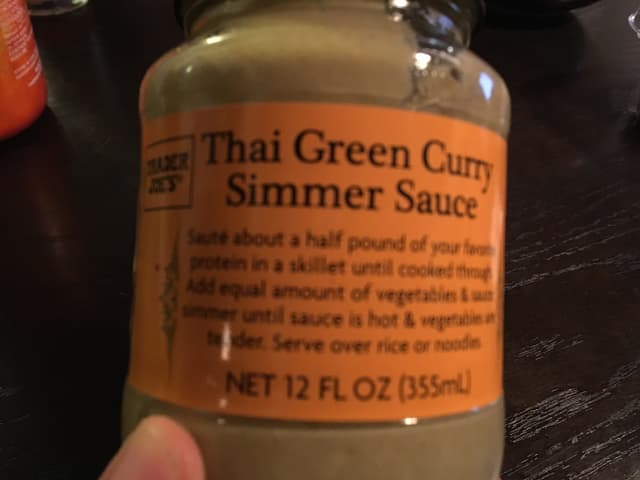 TRADER
JOE'S
Thai Green Curry
Simmer Sauce
Sauté about a half pound of your favorite
protein in a skillet until cooked through
Add equal amount of vegetables & sauce
simmer until sauce is hot & vegetables are
tender. Serve over rice or noodles
NET 12 FL OZ (355mL)